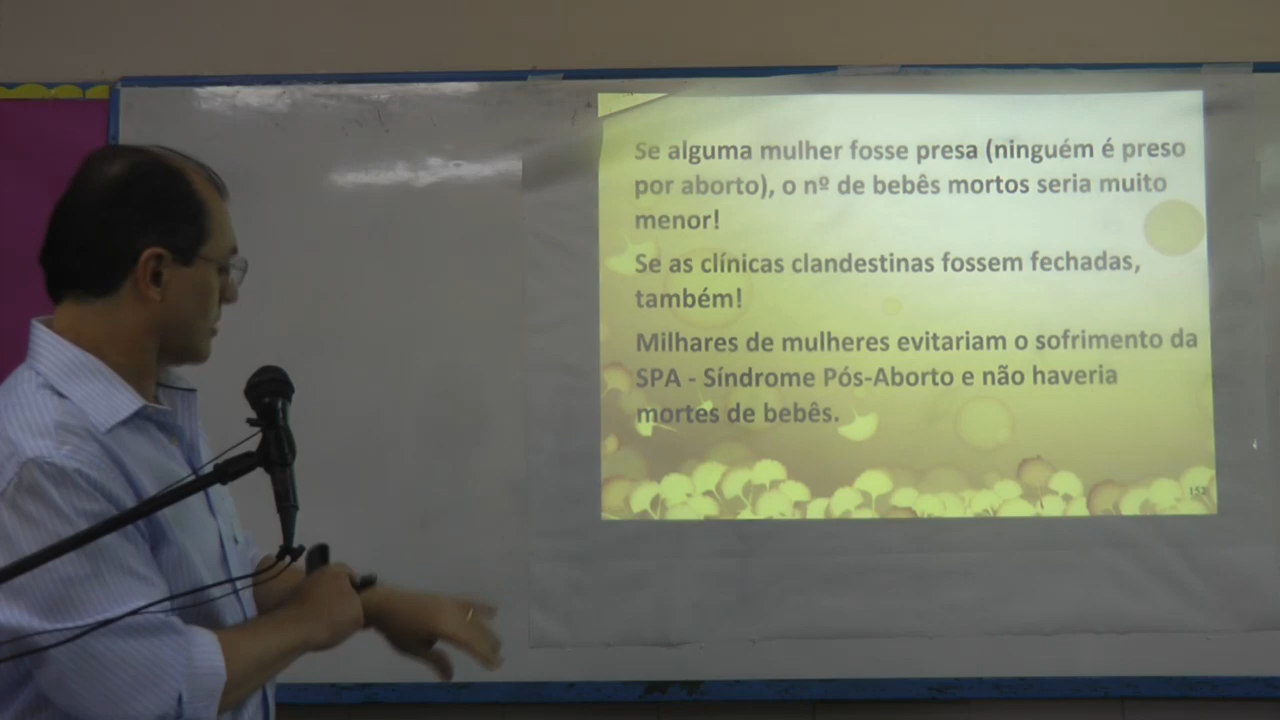 Se alguma mulher fosse presa (ninguém é preso
por aborto), o nº de bebês mortos seria muito
menor!
Se as clínicas clandestinas fossem fechadas,
também!
Milhares de mulheres evitariam o sofrimento da
SPA - Síndrome Pós-Aborto e não haveria
mortes de bebês.